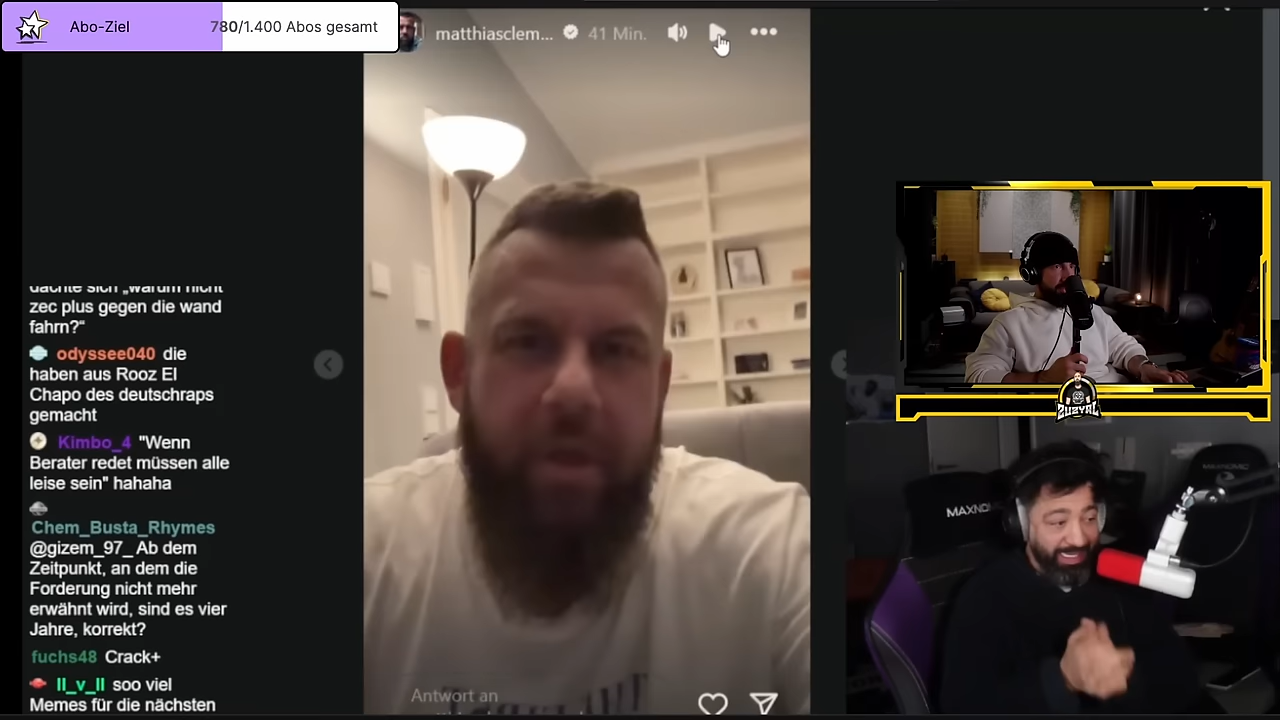 Abo-Ziel 780/1.400 Abos gesamt
matthiasclem... 41 Min.
dachte sich „warum nicht
zec plus gegen die wand
fahrn?“
odyssee040 die
haben aus Rooz El
Chapo des deutschraps
gemacht
Kimbo_4 "Wenn
Berater redet müssen alle
leise sein" hahaha
Chem_Busta_Rhymes
@gizem_97_ Ab dem
Zeitpunkt, an dem die
Forderung nicht mehr
erwähnt wird, sind es vier
Jahre, korrekt?
fuchs48 Crack+
ll_v_ll soo viel
Memes für die nächsten
Antwort an
ZUBYAL
MAXNOMIC